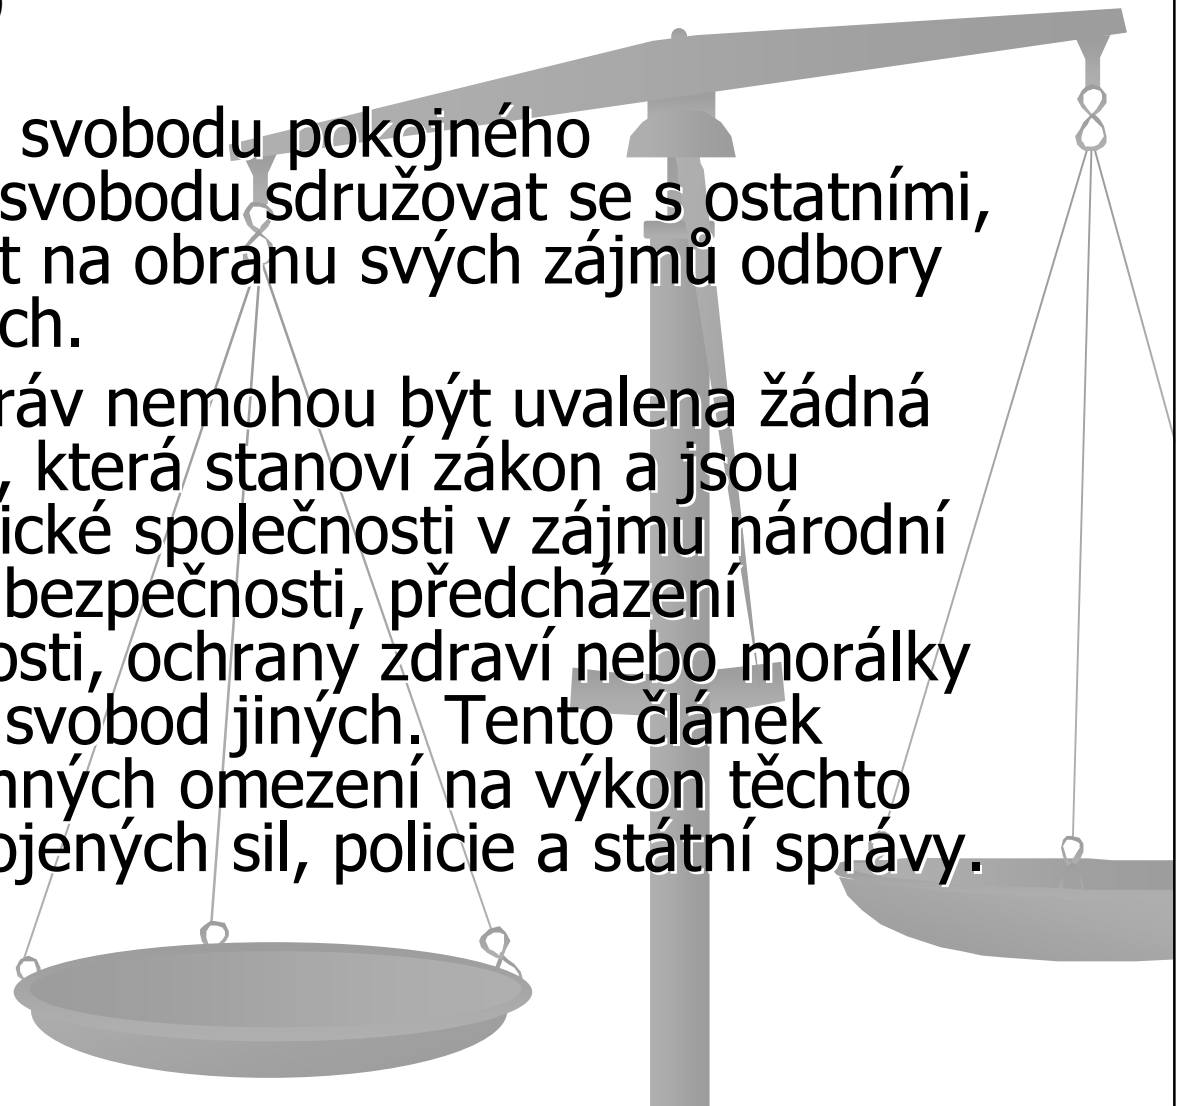 svobodu pokojného
svobodu sdružovat se s ostatními,
t na obranu svých zájmů odbory
ch.
ráv nemohou být uvalena žádná
, která stanoví zákon a jsou
ické společnosti v zájmu národní
bezpečnosti, předcházení
osti, ochrany zdraví nebo morálky
svobod jiných. Tento článek
nných omezení na výkon těchto
ojených sil, policie a státní správy.